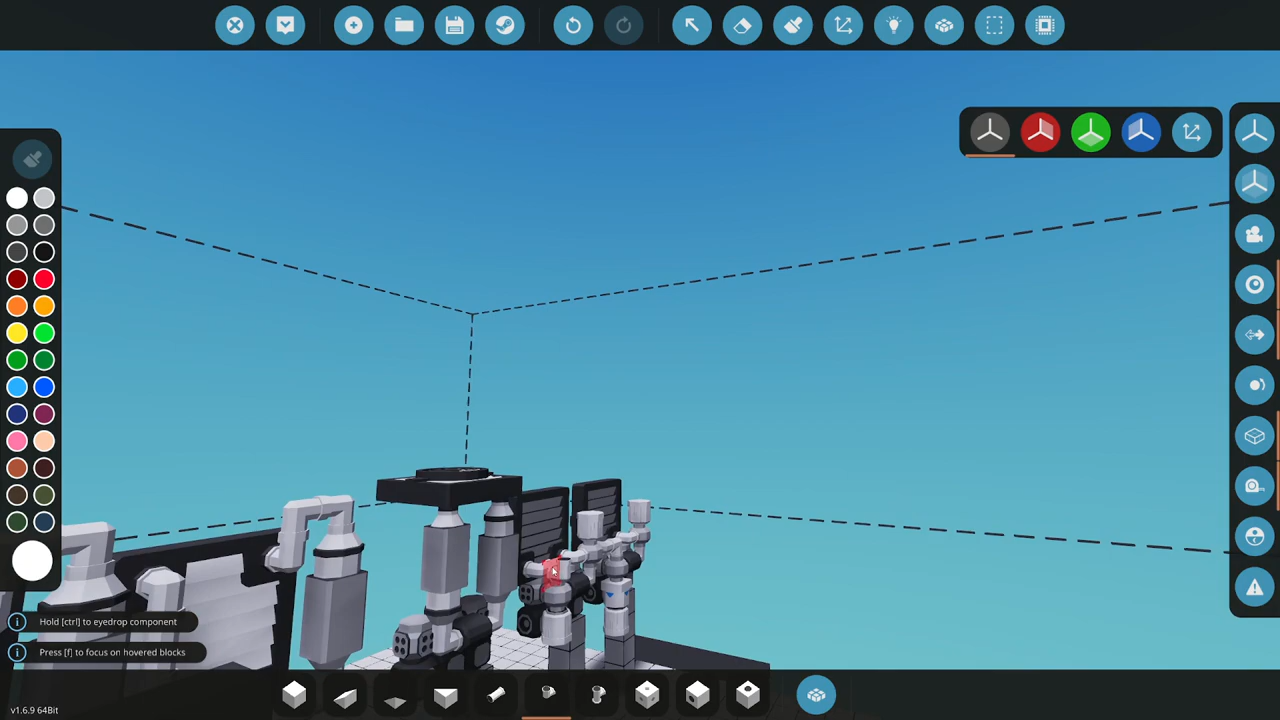 Hold [ctrl] to eyedrop component
Press [f] to focus on hovered blocks
v1.6.9 64Bit